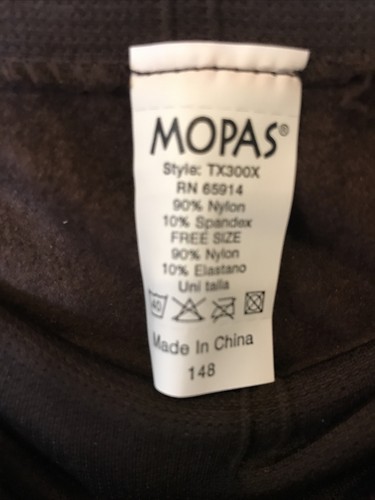 MOPAS®
Style: TX300X
RN 65914
90% Nylon
10% Spandex
FREE SIZE
90% Nylon
10% Elastano
Uni talla
40
Made In China
148